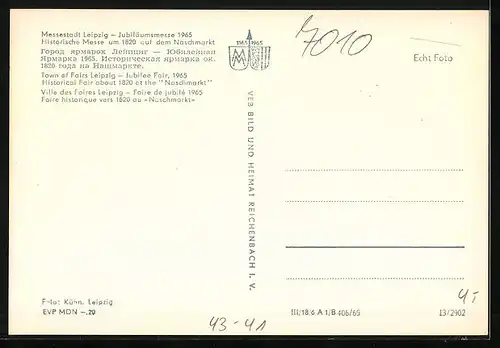 Messestadt Leipzig – Jubiläumsmesse 1965
Historische Messe um 1820 auf dem Naschmarkt
Город ярмарок Лейпциг – Юбилейная
Ярмарка 1965. Историческая ярмарка ок.
1820 года на Нашмаркте.
Town of Fairs Leipzig – Jubilee Fair, 1965
Historical Fair about 1820 at the "Naschmarkt"
Ville des Foires Leipzig – Foire de jubilé 1965
Foire historique vers 1820 au «Naschmarkt»
1165 1965
MM
7010
Echt Foto
VEB BILD UND HEIMAT REICHENBACH I. V.
Foto: Kühn, Leipzig
EVP MDN –.20
43-41
III/18/6 A 1/B 406/65
4,-
13/2902